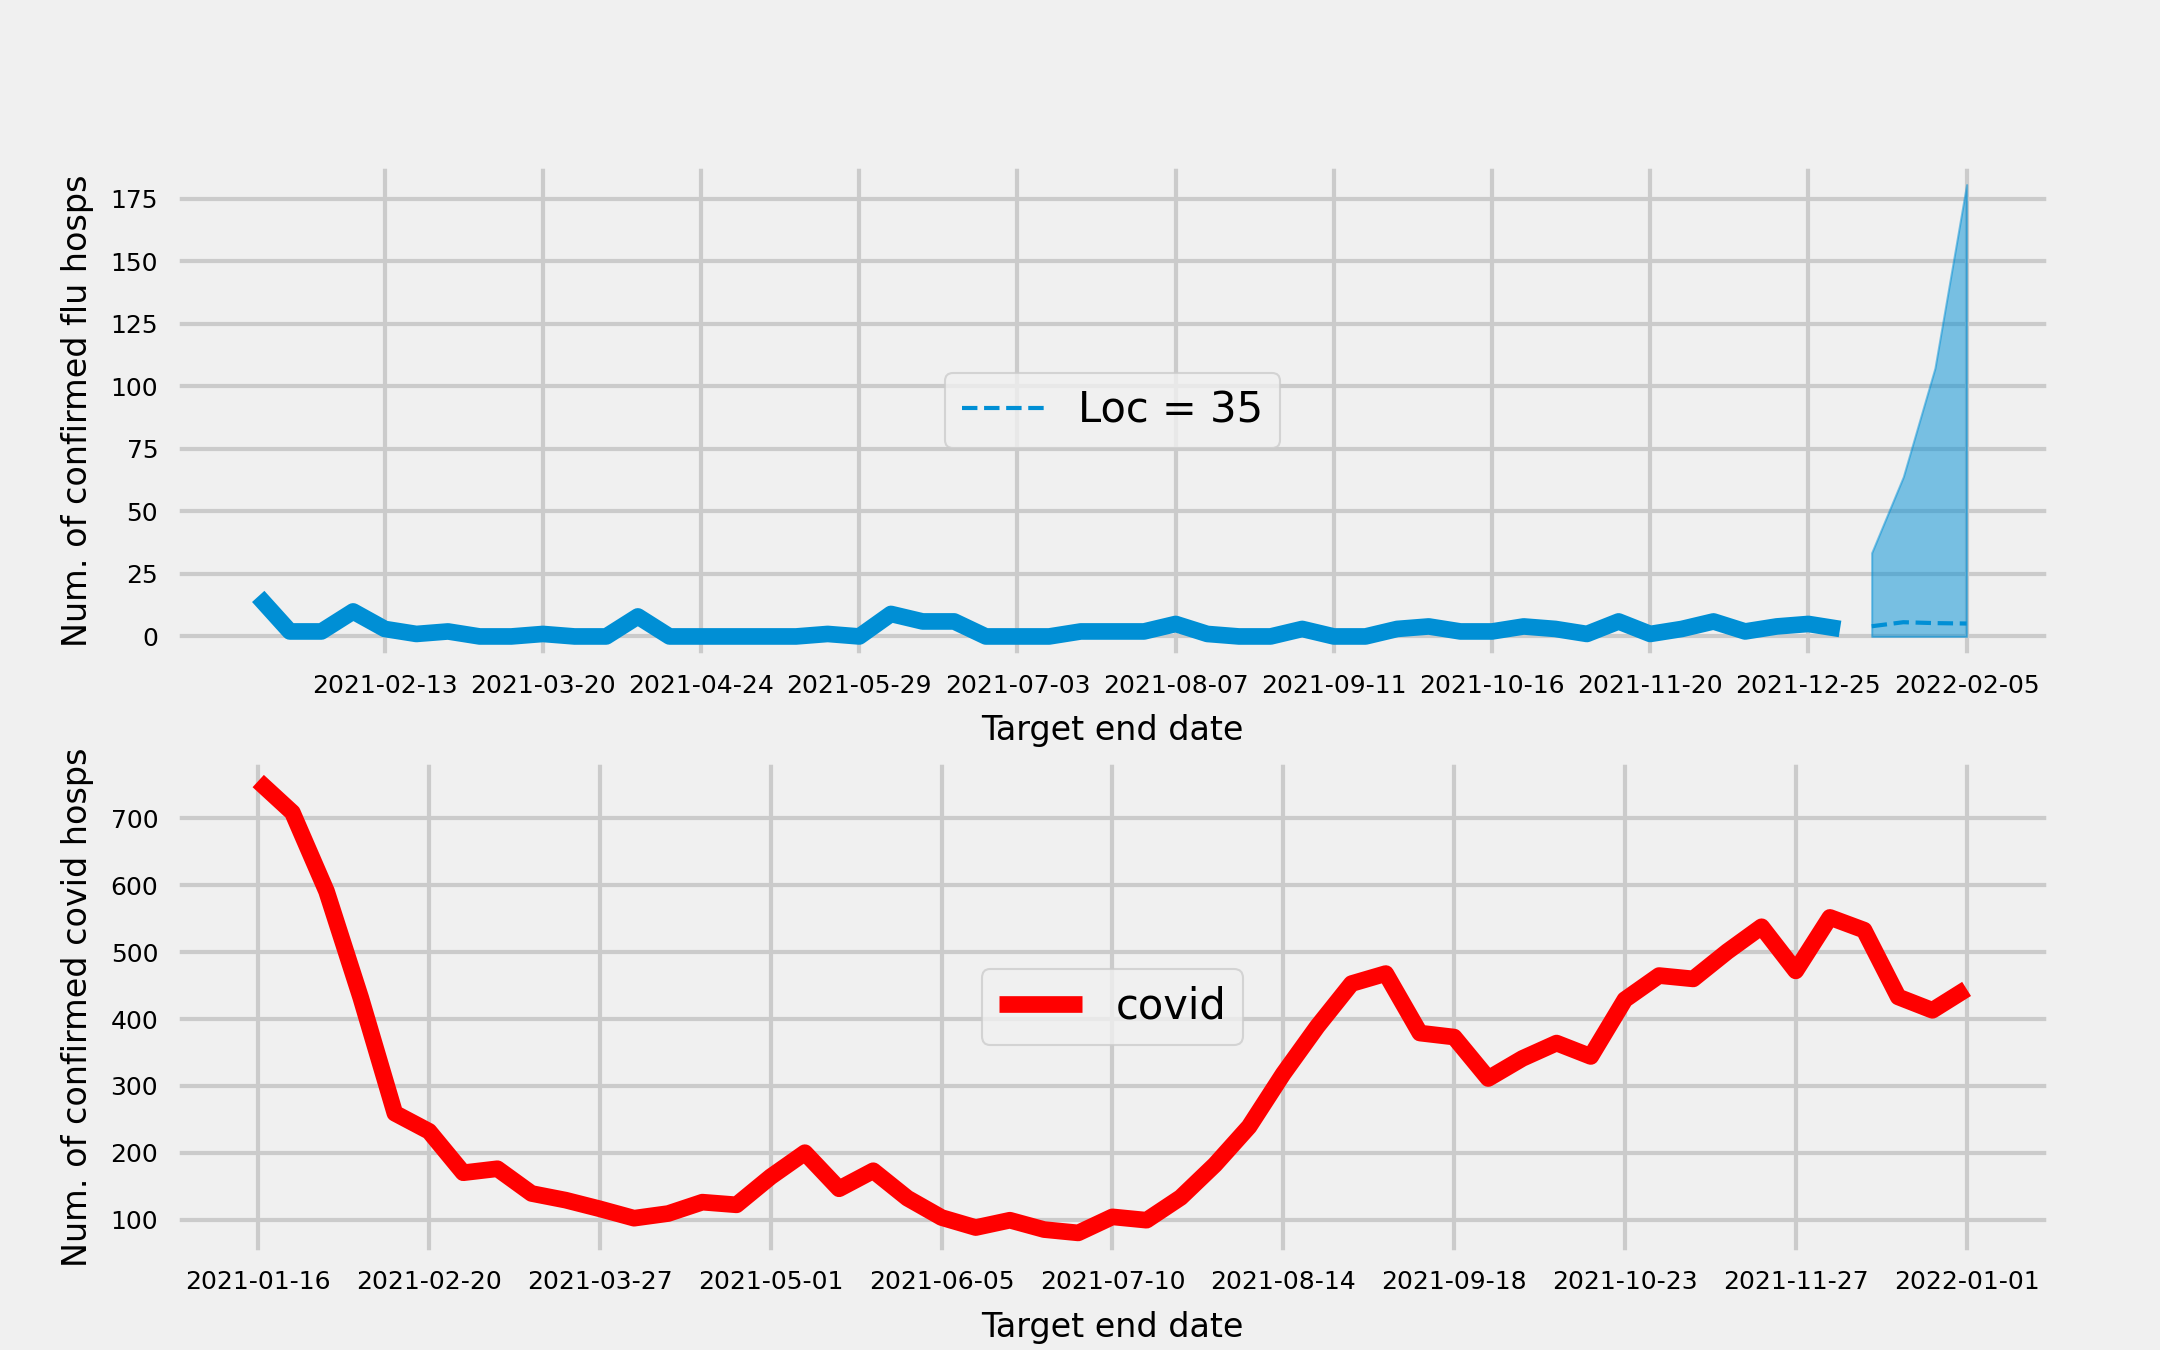 Num. of confirmed flu hosps
175
150
125
100
75
50
25
0
Loc = 35
2021-02-13 2021-03-20 2021-04-24 2021-05-29 2021-07-03 2021-08-07 2021-09-11 2021-10-16 2021-11-20 2021-12-25 2022-02-05
Target end date
Num. of confirmed covid hosps
700
600
500
400
300
200
100
covid
2021-01-16 2021-02-20 2021-03-27 2021-05-01 2021-06-05 2021-07-10 2021-08-14 2021-09-18 2021-10-23 2021-11-27 2022-01-01
Target end date